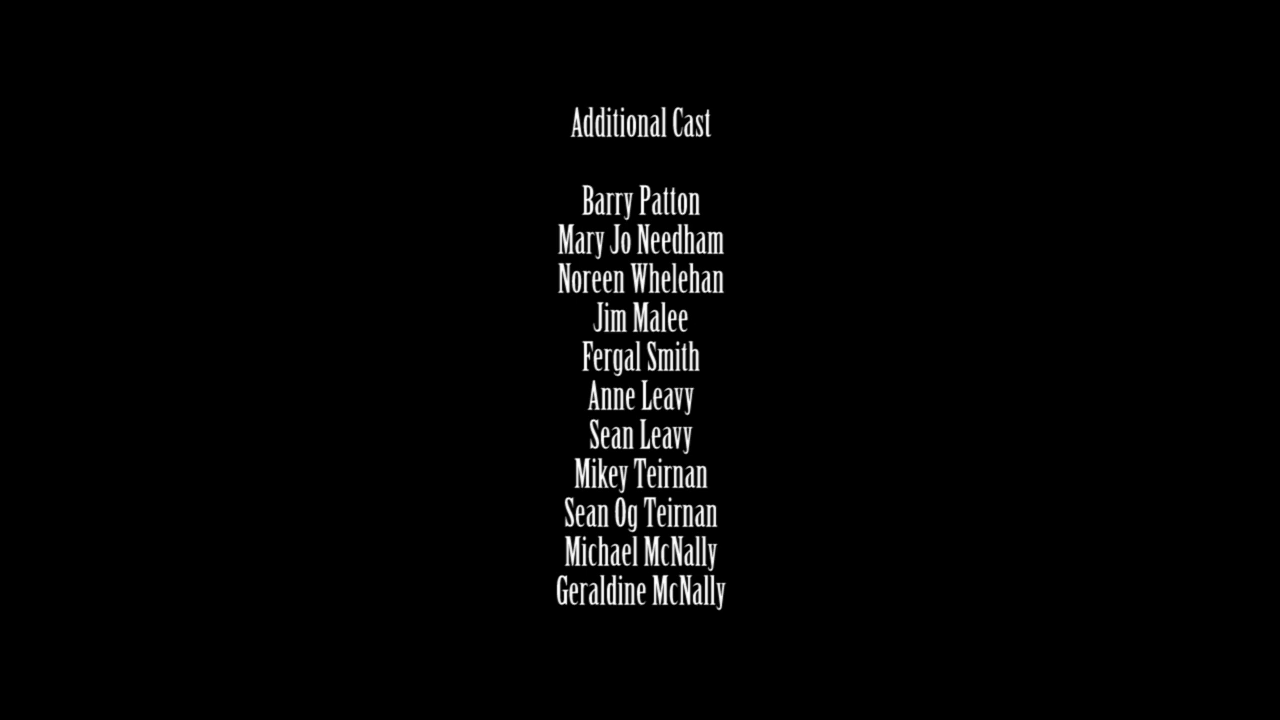 Additional Cast
Barry Patton
Mary Jo Needham
Noreen Whelehan
Jim Malee
Fergal Smith
Anne Leavy
Sean Leavy
Mikey Teirnan
Sean Og Teirnan
Michael McNally
Geraldine McNally